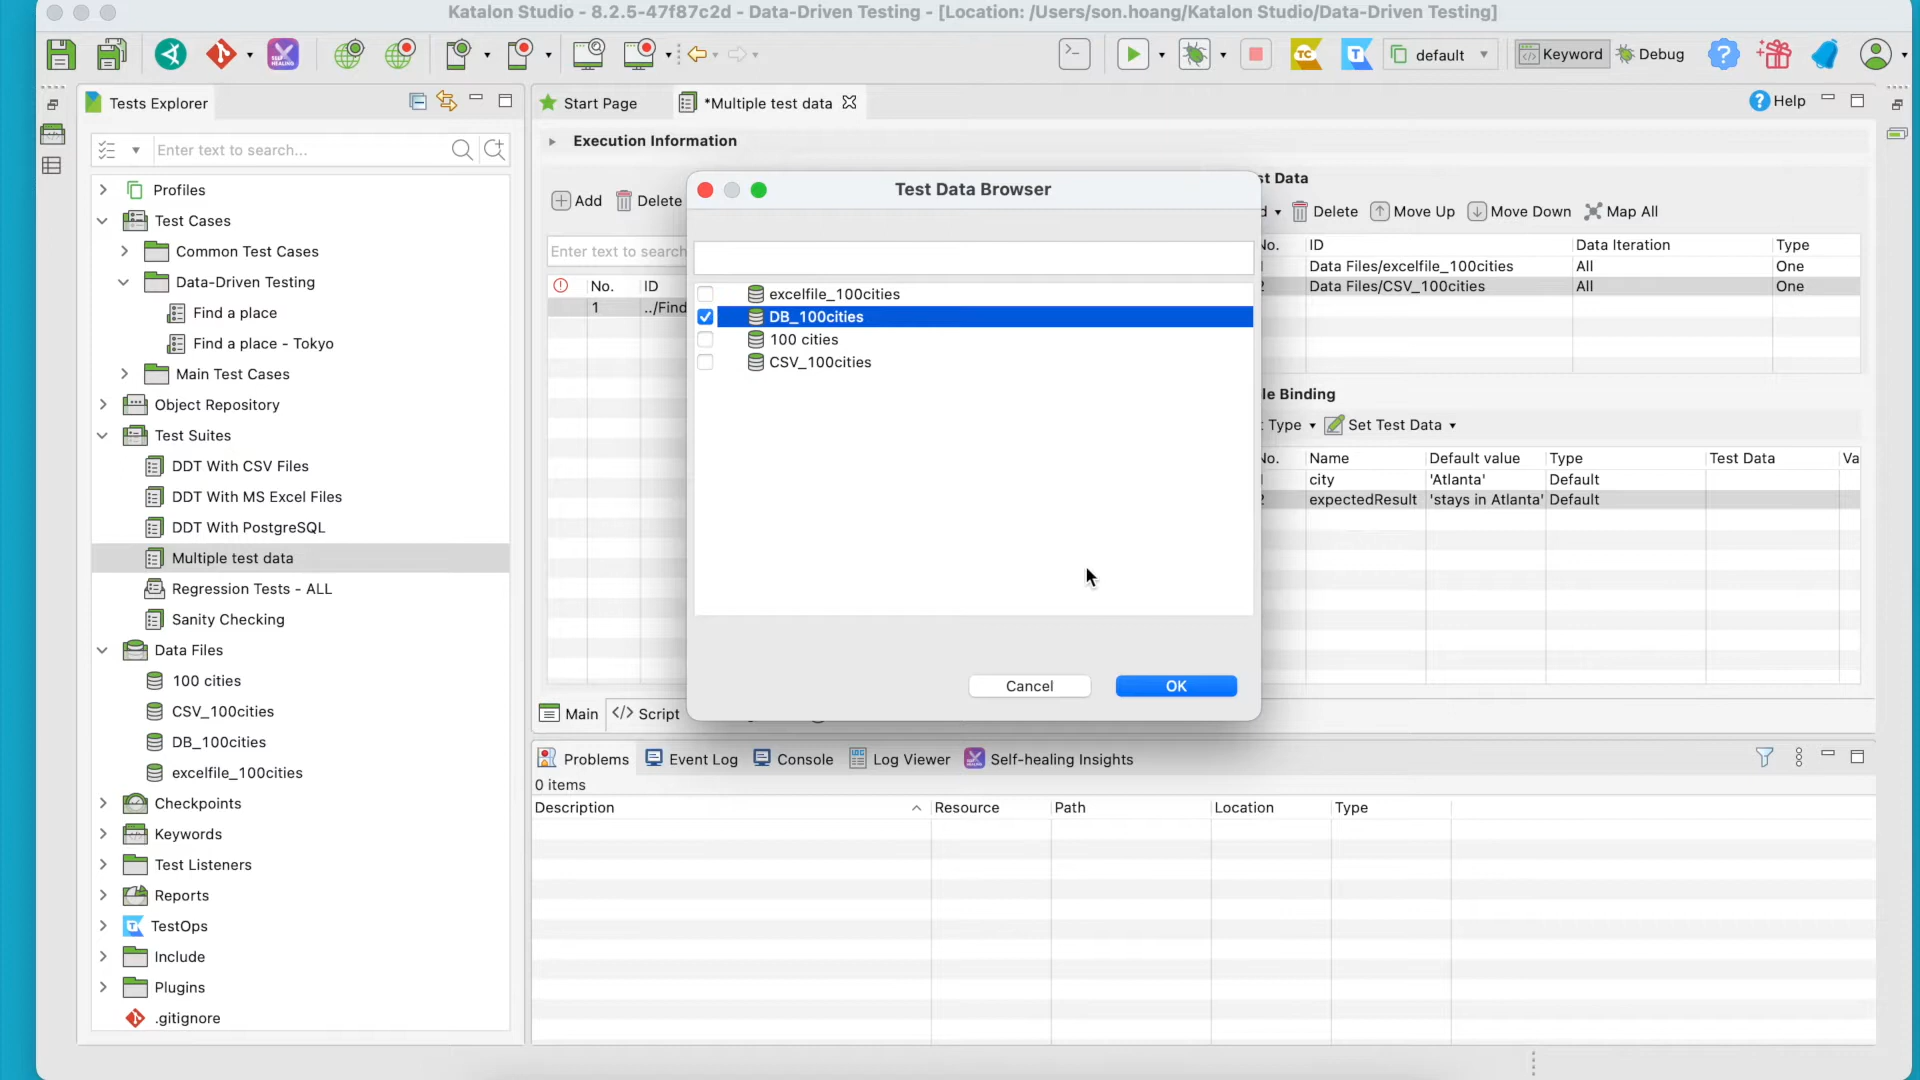 Katalon Studio - 8.2.5-47f87c2d - Data-Driven Testing - [Location: /Users/son.hoang/Katalon Studio/Data-Driven Testing]
SELF HEALING
TC
T
default
Keyword
Debug
Tests Explorer
Start Page
*Multiple test data
Help
Enter text to search...
Execution Information
Profiles
Test Cases
Common Test Cases
Data-Driven Testing
Find a place
Find a place - Tokyo
Main Test Cases
Object Repository
Test Suites
DDT With CSV Files
DDT With MS Excel Files
DDT With PostgreSQL
Multiple test data
Regression Tests - ALL
Sanity Checking
Data Files
100 cities
CSV_100cities
DB_100cities
excelfile_100cities
Checkpoints
Keywords
Test Listeners
Reports
TestOps
Include
Plugins
.gitignore
Add
Delete
Enter text to search
No. ID
1 ../Find
Test Data Browser
excelfile_100cities
DB_100cities
100 cities
CSV_100cities
Cancel
OK
st Data
d
Delete
Move Up
Move Down
Map All
No. ID Data Iteration Type
Data Files/excelfile_100cities All One
2 Data Files/CSV_100cities All One
le Binding
Type
Set Test Data
No. Name Default value Type Test Data Va
city 'Atlanta' Default
2 expectedResult 'stays in Atlanta' Default
Main
Script
Problems
Event Log
Console
Log Viewer
Self-healing Insights
0 items
Description Resource Path Location Type